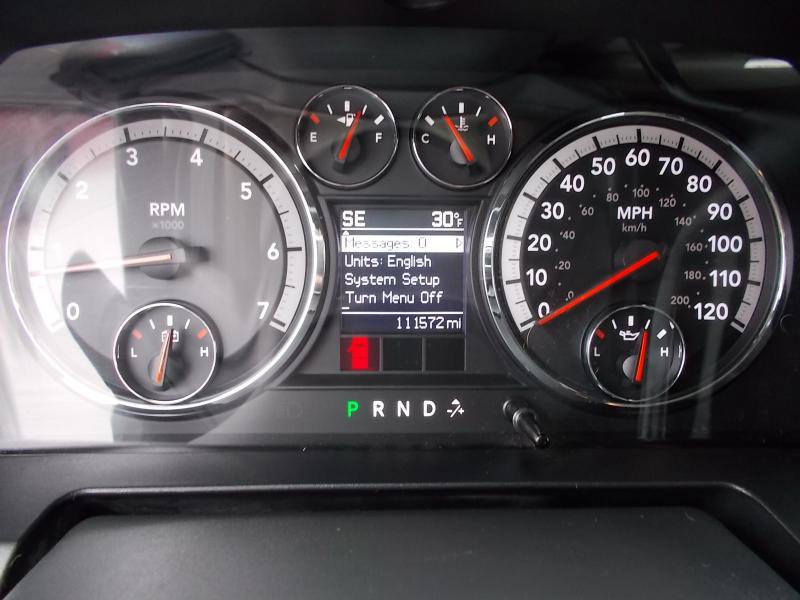 E F
C H
0 1 2 3 4 5 6 7
RPM
×1000
L H
SE 30°F
Messages: 0
Units: English
System Setup
Turn Menu Off
111572 mi
P R N D -/+
0 10 20 30 40 50 60 70 80 90 100 110 120
MPH
km/h
0 20 40 60 80 100 120 140 160 180 200
L H